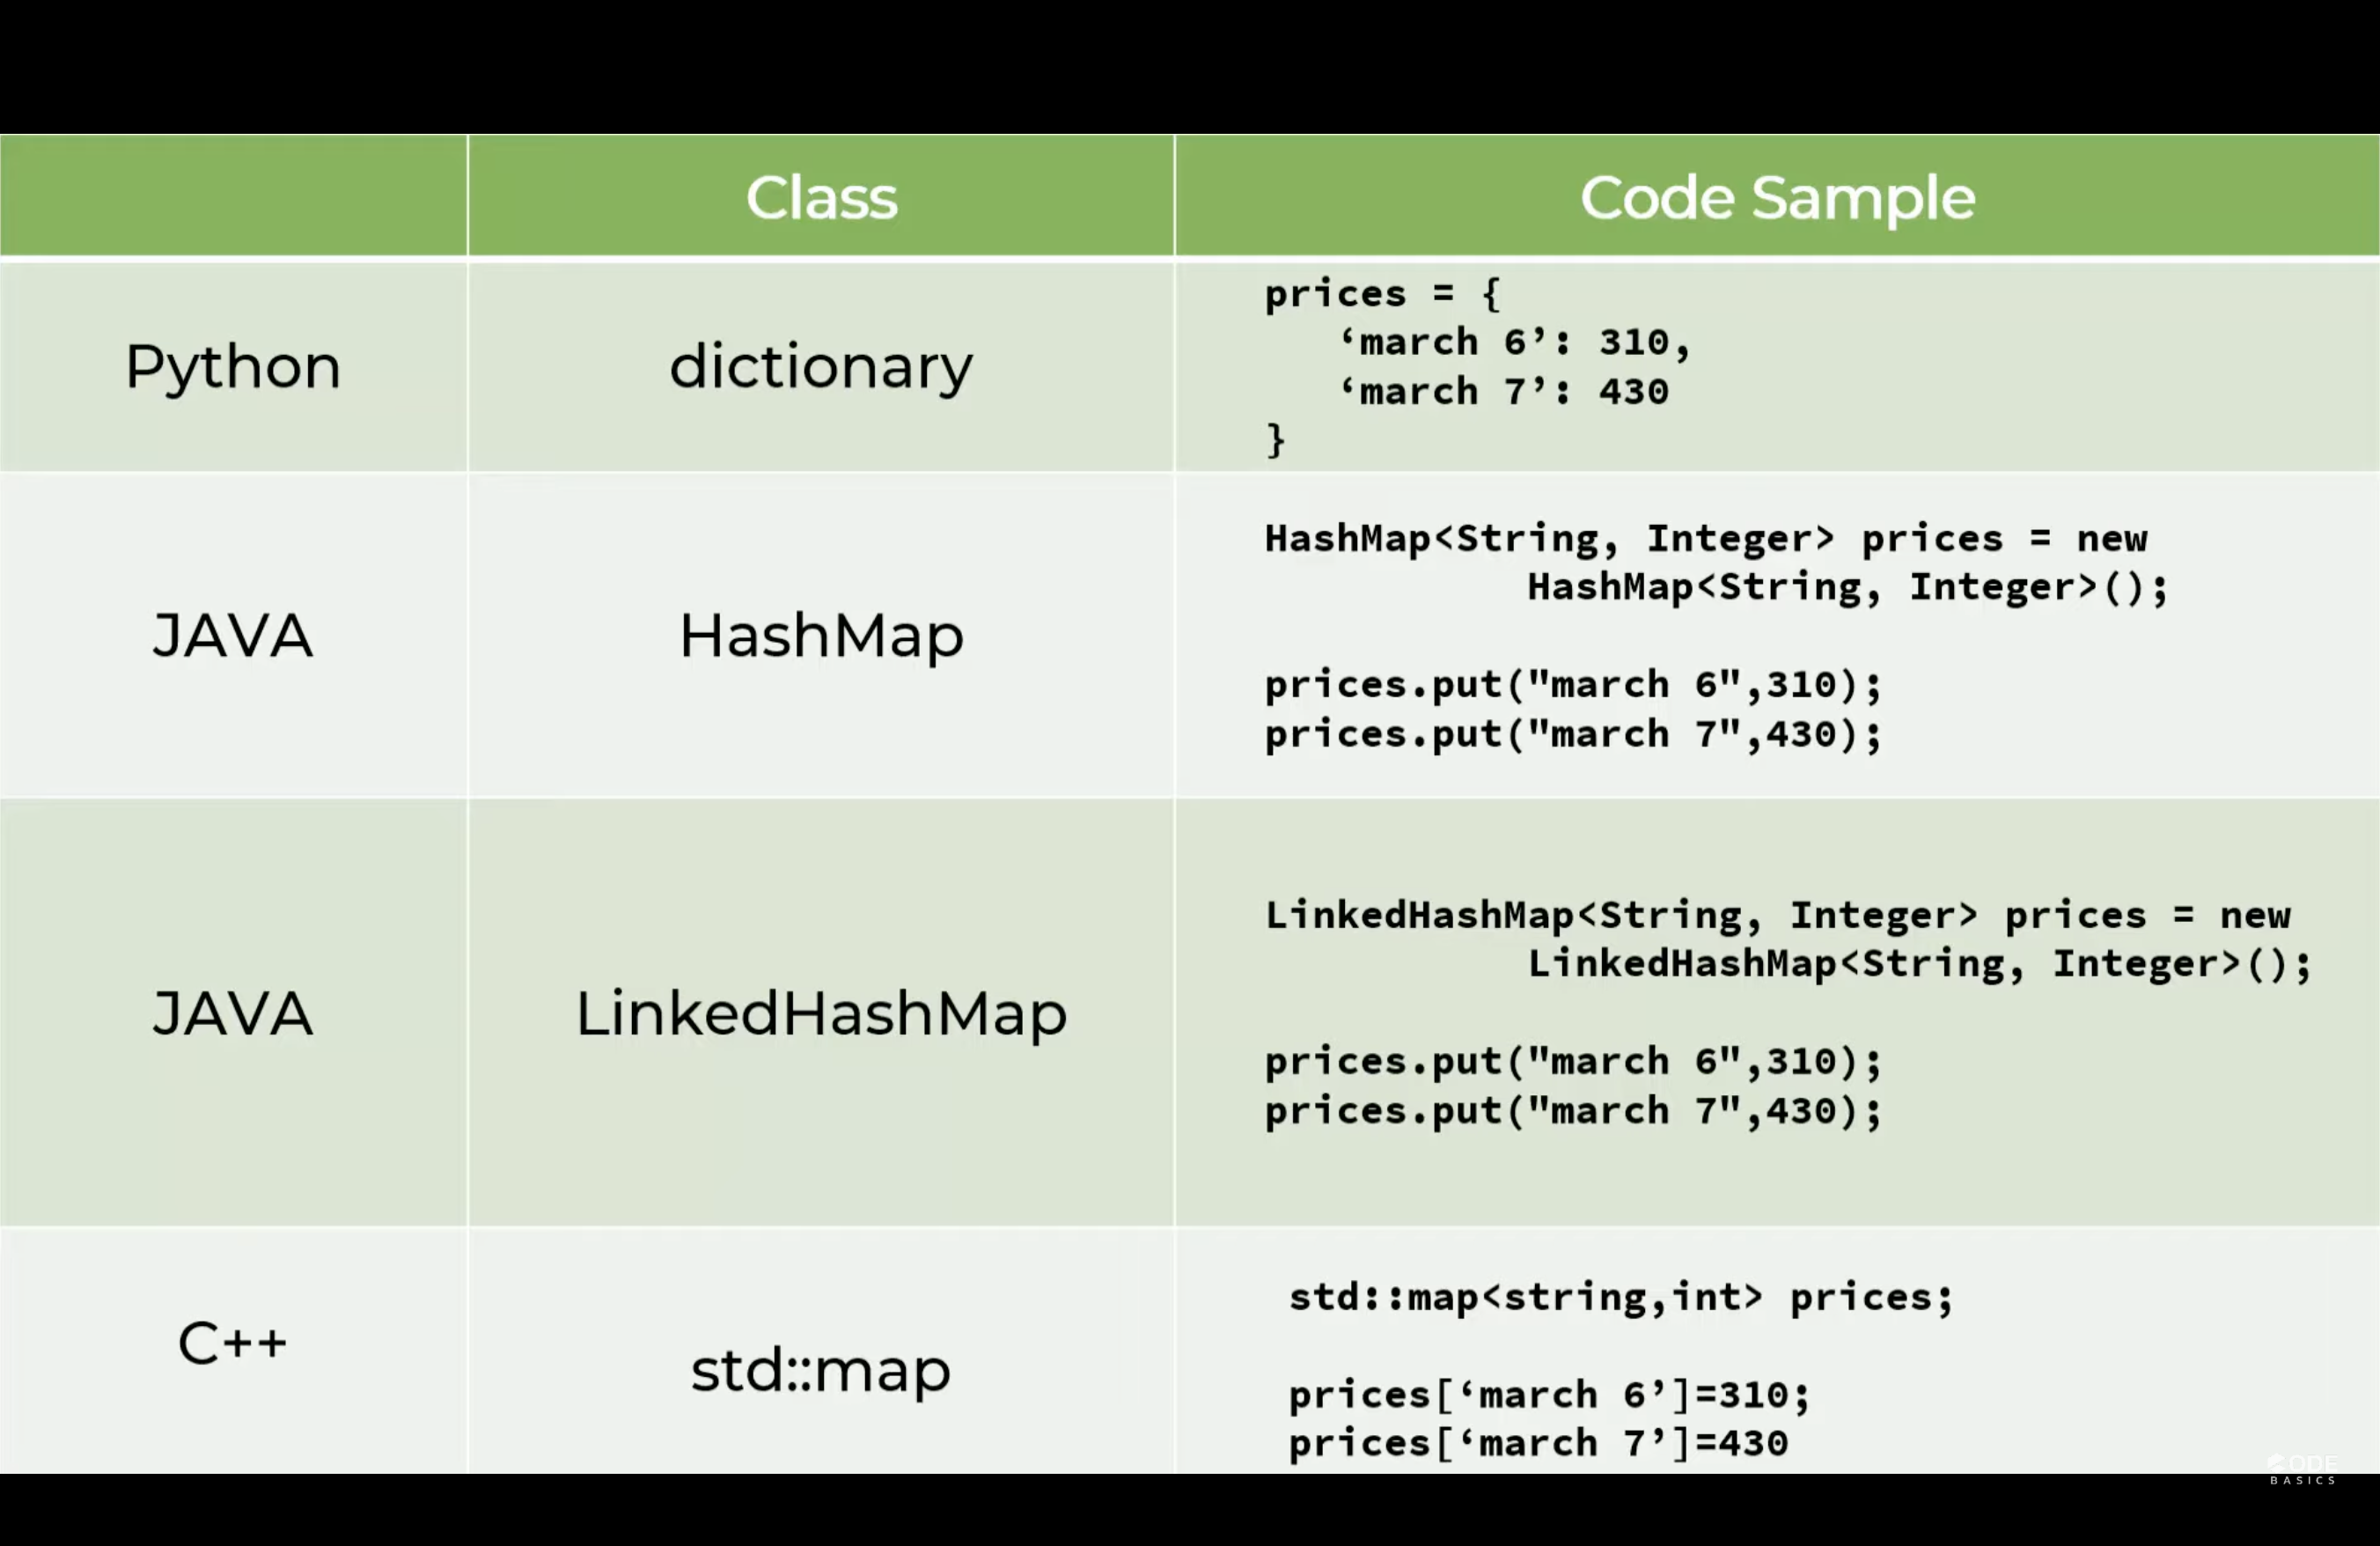 Class
Code Sample
Python
dictionary
prices = {
‘march 6’: 310,
‘march 7’: 430
}
JAVA
HashMap
HashMap<String, Integer> prices = new
HashMap<String, Integer>();
prices.put("march 6",310);
prices.put("march 7",430);
JAVA
LinkedHashMap
LinkedHashMap<String, Integer> prices = new
LinkedHashMap<String, Integer>();
prices.put("march 6",310);
prices.put("march 7",430);
C++
std::map
std::map<string,int> prices;
prices[‘march 6’]=310;
prices[‘march 7’]=430
CODE
BASICS